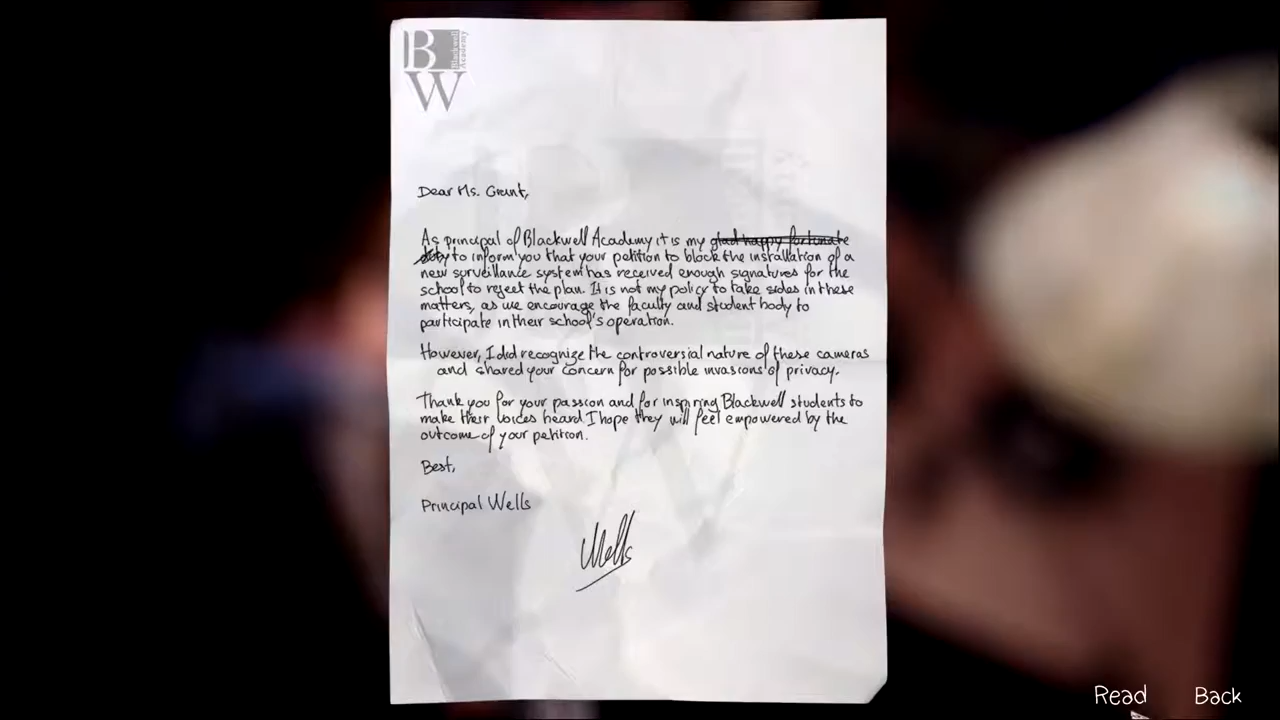 BW
Blackwell
Academy
Dear Ms. Grant,
As principal of Blackwell Academy it is my glad happy fortunate
duty to inform you that your petition to block the installation of a
new surveillance system has received enough signatures for the
school to reject the plan. It is not my policy to take sides in these
matters, as we encourage the faculty and student body to
participate in their school's operation.
However, I did recognize the controversial nature of these cameras
and shared your concern for possible invasions of privacy.
Thank you for your passion and for inspiring Blackwell students to
make their voices heard I hope they will feel empowered by the
outcome of your petition.
Best,
Principal Wells
Wells
Read Back